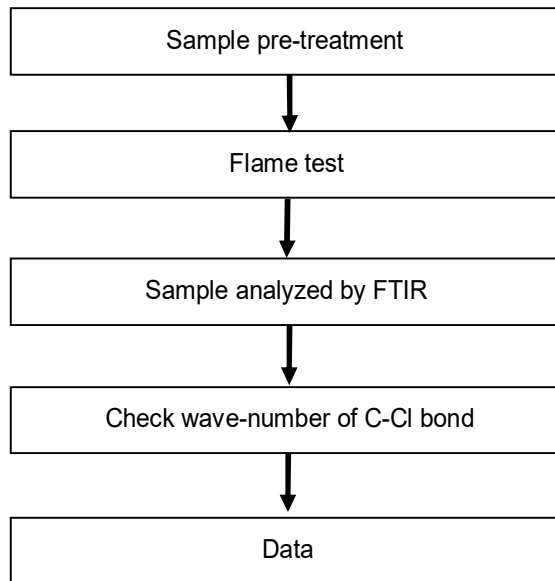 Sample pre-treatment
Flame test
Sample analyzed by FTIR
Check wave-number of C-Cl bond
Data